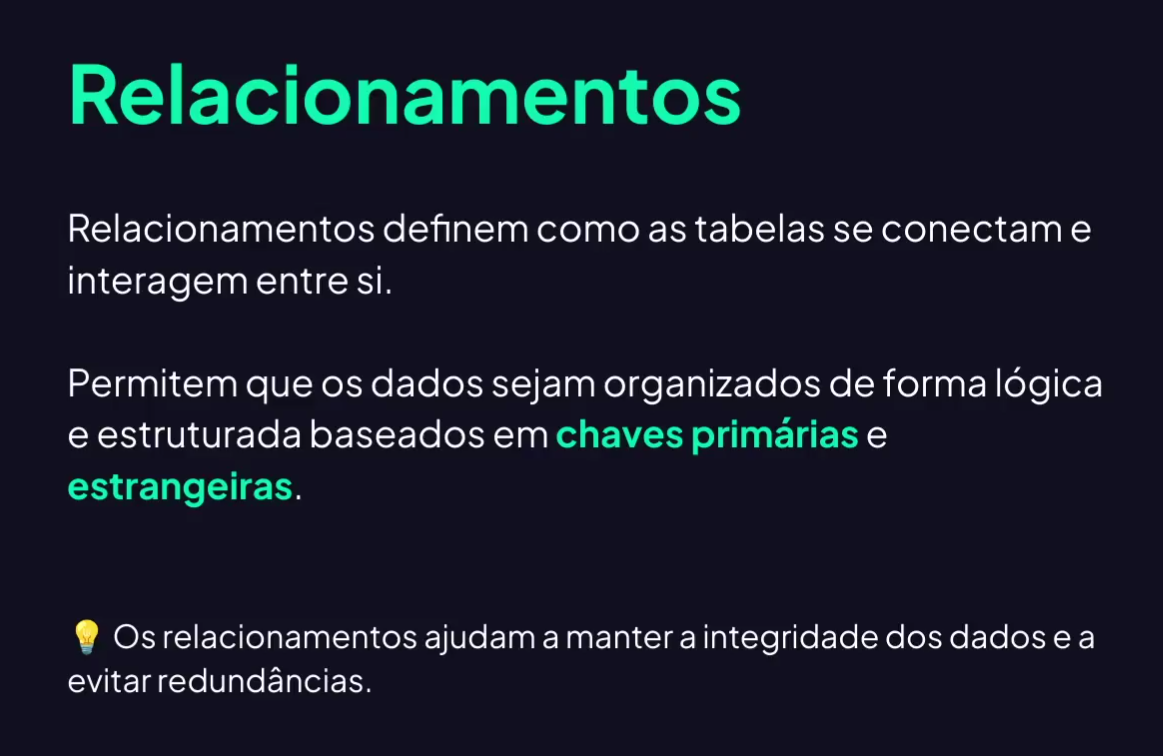 Relacionamentos
Relacionamentos definem como as tabelas se conectam e
interagem entre si.
Permitem que os dados sejam organizados de forma lógica
e estruturada baseados em chaves primárias e
estrangeiras.
💡 Os relacionamentos ajudam a manter a integridade dos dados e a
evitar redundâncias.